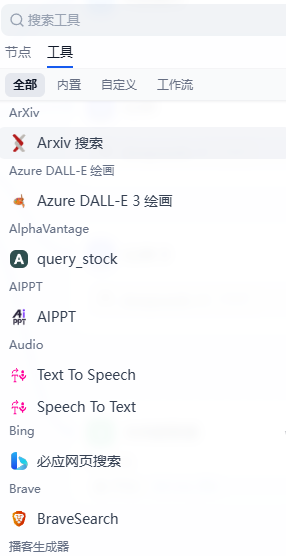 搜索工具
节点 工具
全部 内置 自定义 工作流
ArXiv
Arxiv 搜索
Azure DALL-E 绘画
Azure DALL-E 3 绘画
AlphaVantage
A query_stock
AIPPT
AI PPT AIPPT
Audio
Text To Speech
Speech To Text
Bing
必应网页搜索
Brave
BraveSearch
播客生成器